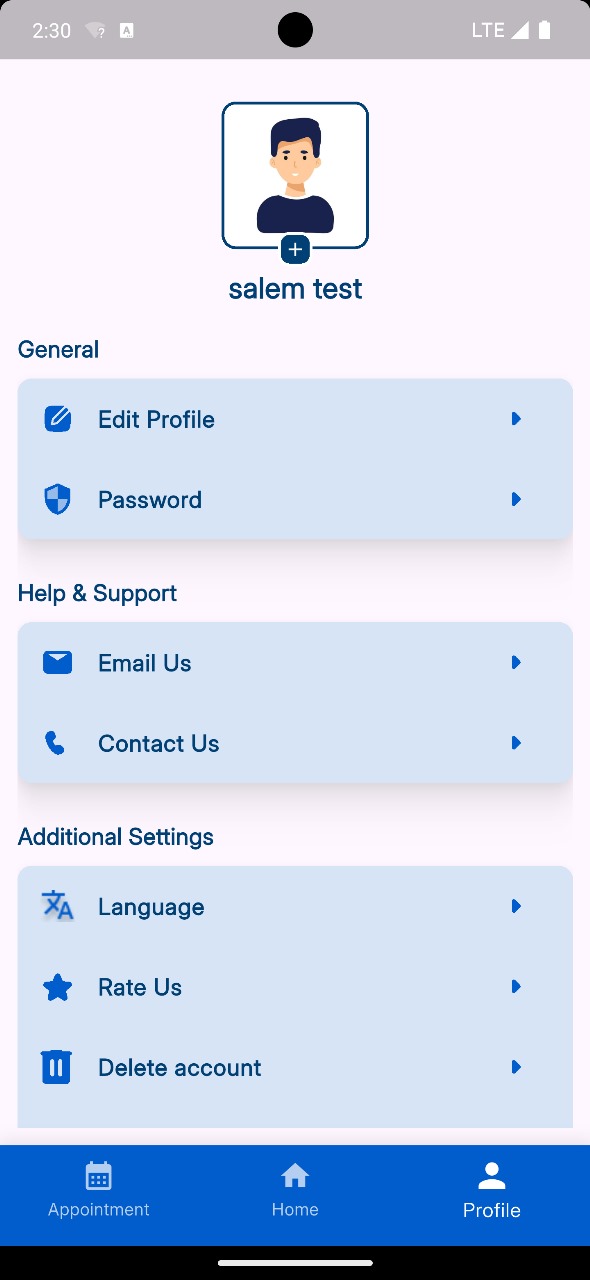 2:30
LTE
salem test
General
Edit Profile
Password
Help & Support
Email Us
Contact Us
Additional Settings
Language
Rate Us
Delete account
Appointment
Home
Profile